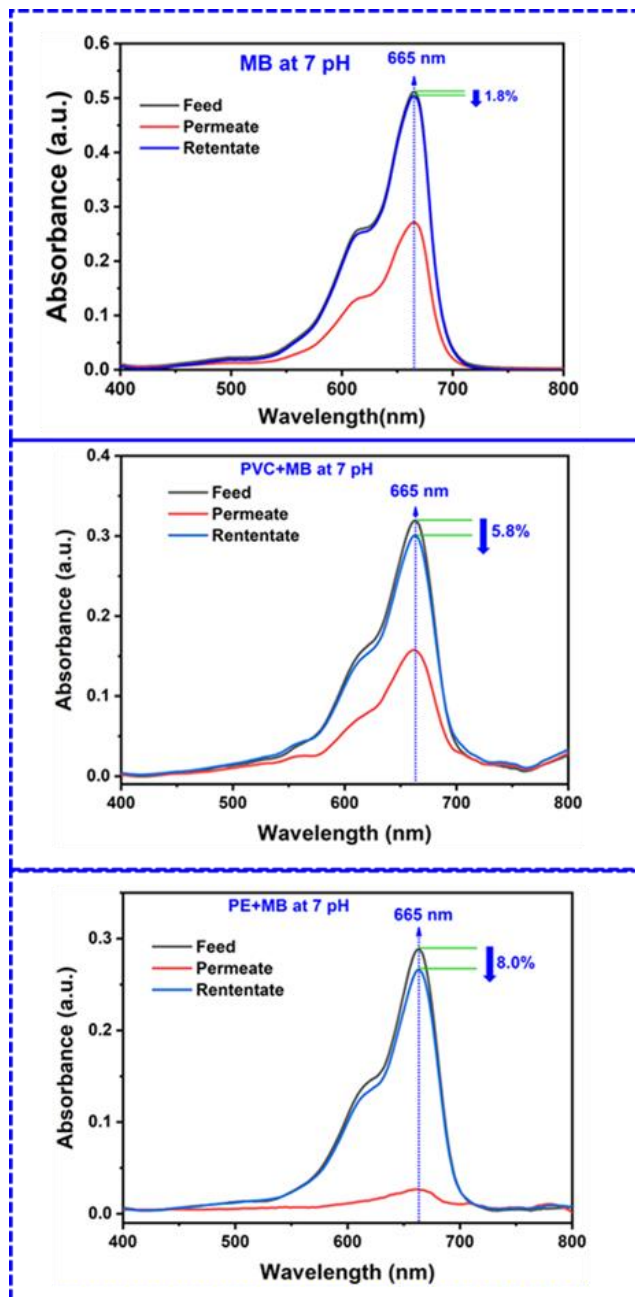 MB at 7 pH
665 nm
1.8%
Feed
Permeate
Retentate
Absorbance (a.u.)
0.6
0.5
0.4
0.3
0.2
0.1
0.0
400 500 600 700 800
Wavelength(nm)
PVC+MB at 7 pH
665 nm
5.8%
Feed
Permeate
Rententate
Absorbance (a.u.)
0.4
0.3
0.2
0.1
0.0
400 500 600 700 800
Wavelength (nm)
PE+MB at 7 pH
665 nm
8.0%
Feed
Permeate
Rententate
Absorbance (a.u.)
0.3
0.2
0.1
0.0
400 500 600 700 800
Wavelength (nm)